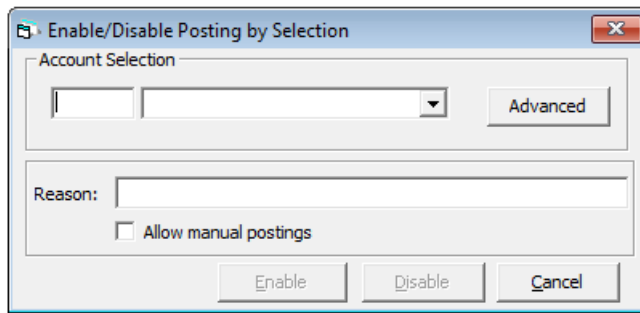 Enable/Disable Posting by Selection
Account Selection
Advanced
Reason:
Allow manual postings
Enable Disable Cancel